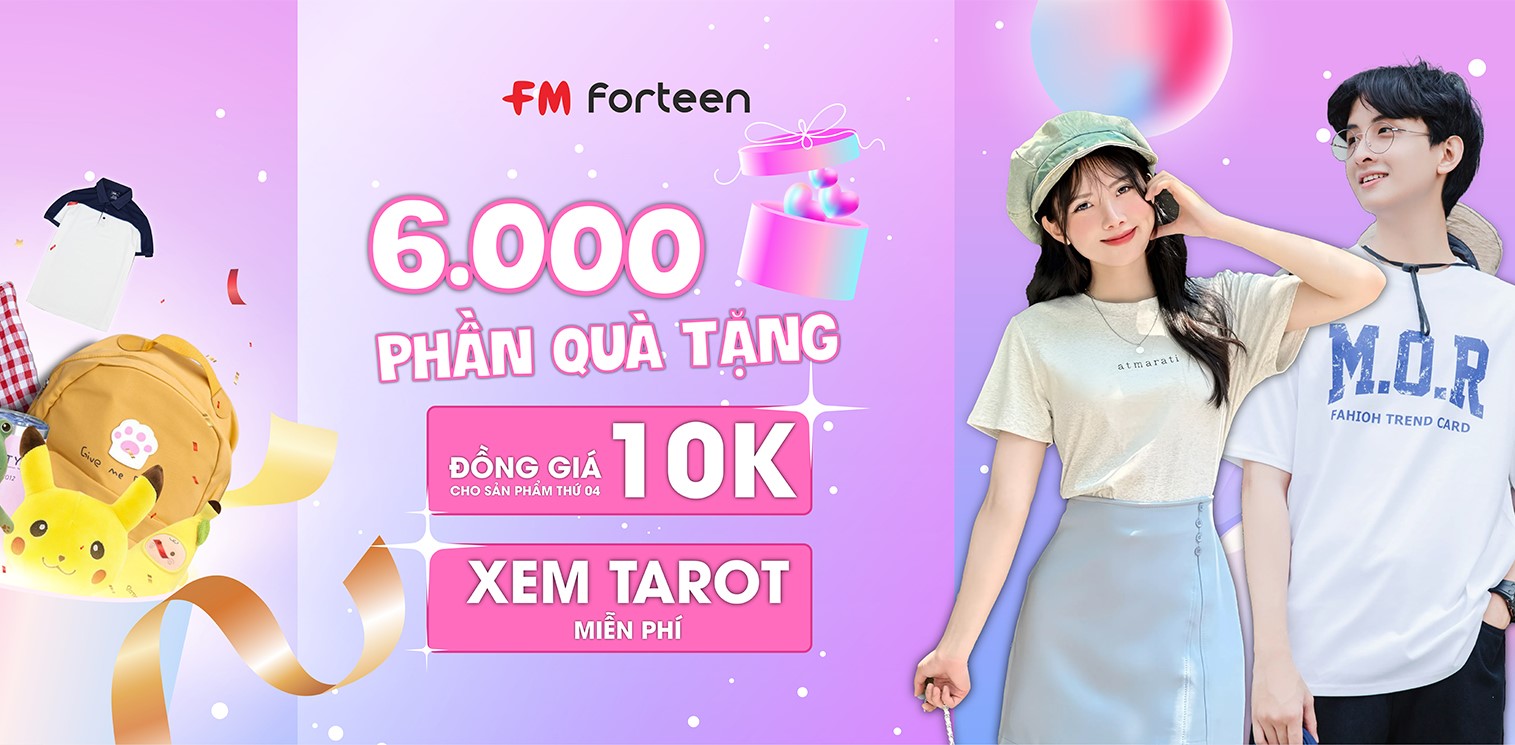 FM forteen
6.000
PHẦN QUÀ TẶNG
ĐỒNG GIÁ 10K
CHO SẢN PHẨM THỨ 04
XEM TAROT
MIỄN PHÍ
Give me
atmarati
M.O.R
FAHIOH TREND CARD